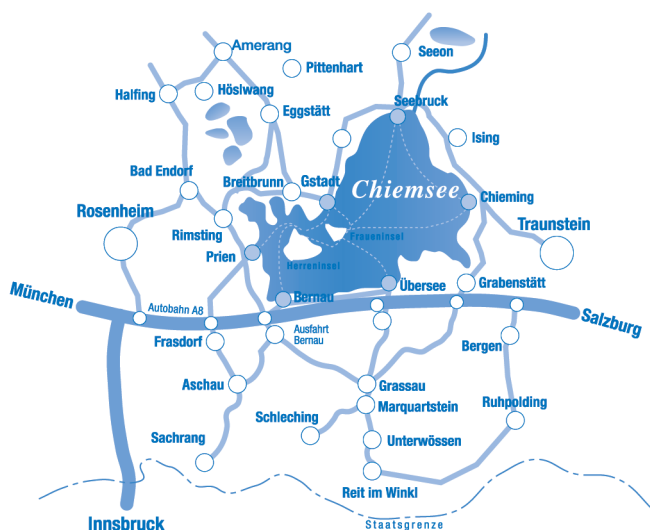 Amerang
Seeon
Pittenhart
Höslwang
Halfing
Seebruck
Eggstätt
Ising
Bad Endorf
Breitbrunn
Gstadt
Chiemsee
Chieming
Rosenheim
Rimsting
Traunstein
Fraueninsel
Prien
Herreninsel
Übersee
Grabenstätt
München
Bernau
Autobahn A8
Salzburg
Ausfahrt
Bernau
Frasdorf
Bergen
Aschau
Grassau
Marquartstein
Ruhpolding
Schleching
Sachrang
Unterwössen
Reit im Winkl
Innsbruck
Staatsgrenze